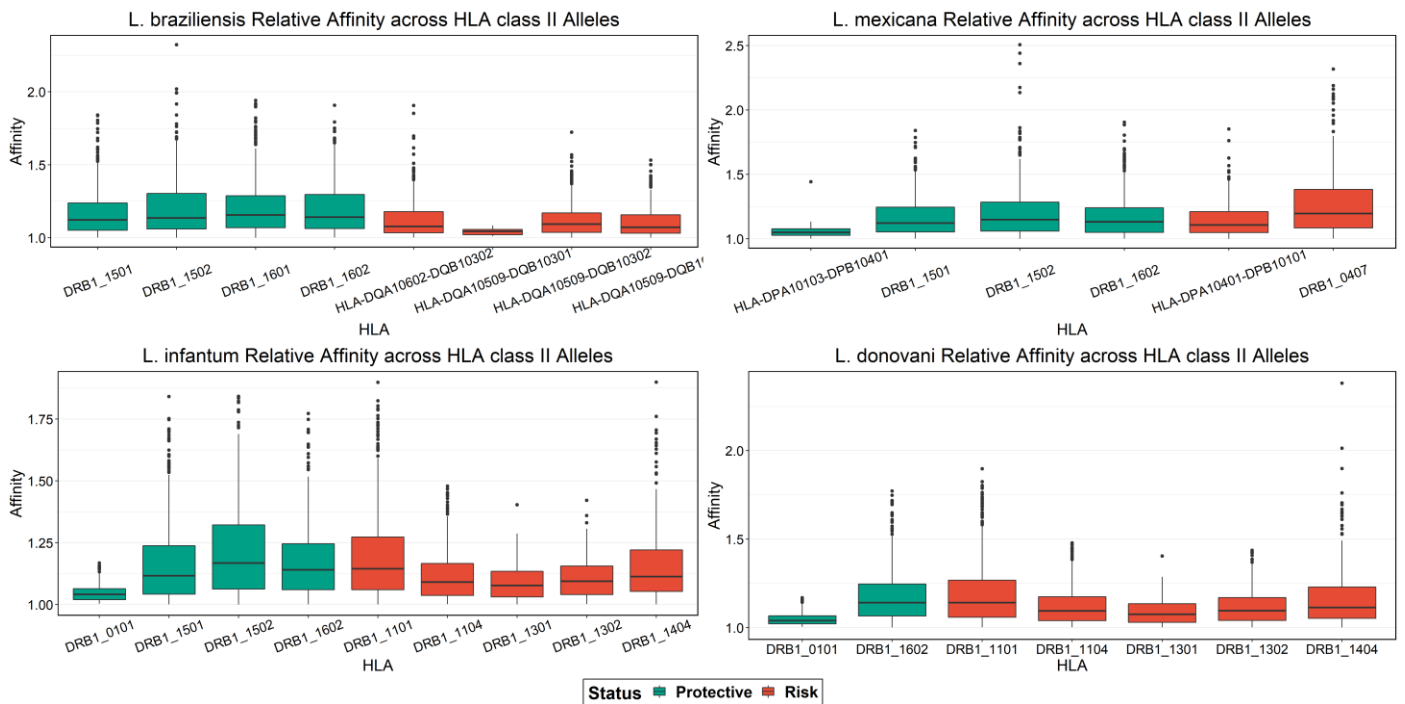 L. braziliensis Relative Affinity across HLA class II Alleles
Affinity
2.0
1.5
1.0
DRB1_1501
DRB1_1502
DRB1_1601
DRB1_1602
HLA-DQA10602-DQB10302
HLA-DQA10509-DQB10301
HLA-DQA10509-DQB10302
HLA
L. mexicana Relative Affinity across HLA class II Alleles
Affinity
2.5
2.0
1.5
1.0
HLA-DPA10103-DPB10401
DRB1_1501
DRB1_1502
DRB1_1602
HLA-DPA10401-DPB10101
DRB1_0407
HLA
L. infantum Relative Affinity across HLA class II Alleles
Affinity
1.75
1.50
1.25
1.00
DRB1_0101
DRB1_1501
DRB1_1502
DRB1_1602
DRB1_1101
DRB1_1104
DRB1_1301
DRB1_1302
DRB1_1404
HLA
L. donovani Relative Affinity across HLA class II Alleles
Affinity
2.0
1.5
1.0
DRB1_0101
DRB1_1602
DRB1_1101
DRB1_1104
DRB1_1301
DRB1_1302
DRB1_1404
HLA
Status Protective Risk